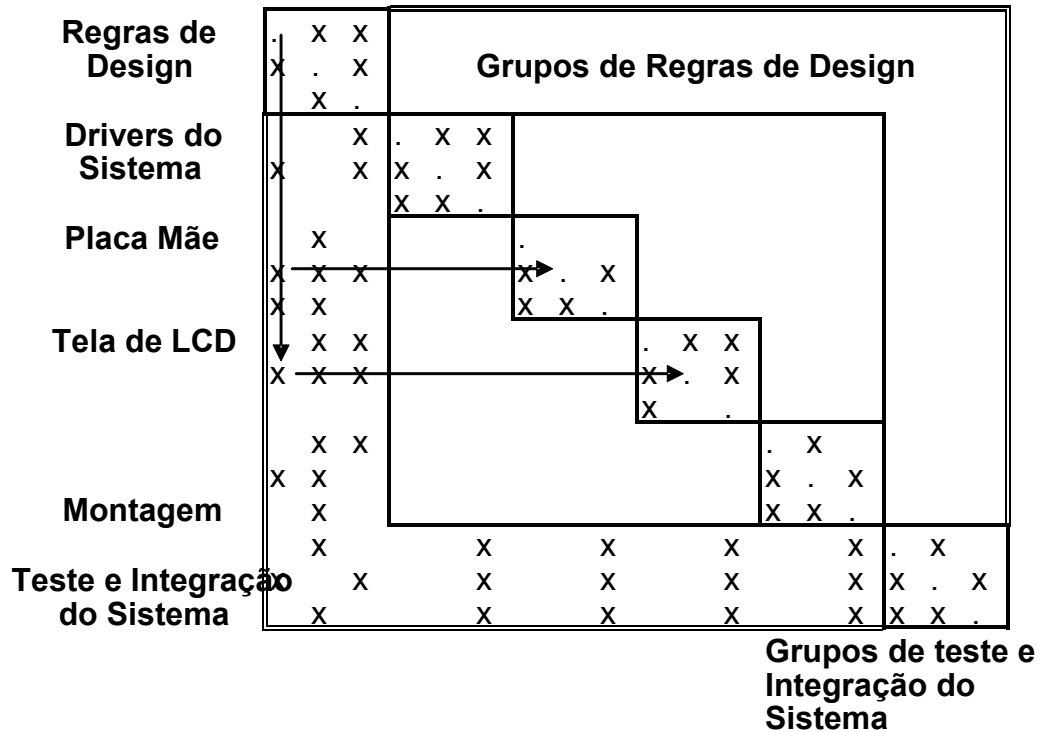 Regras de . X X
Design X . X Grupos de Regras de Design
X .
Drivers do X . X X
Sistema X X X . X
X X .
Placa Mãe X .
X X X X . X
X X X X .
Tela de LCD X X . X X
X X X X . X
X .
X X . X
X X X . X
Montagem X X X .
X X X X X . X
Teste e Integração X X X X X X X . X
do Sistema X X X X X X X .
Grupos de teste e
Integração do
Sistema